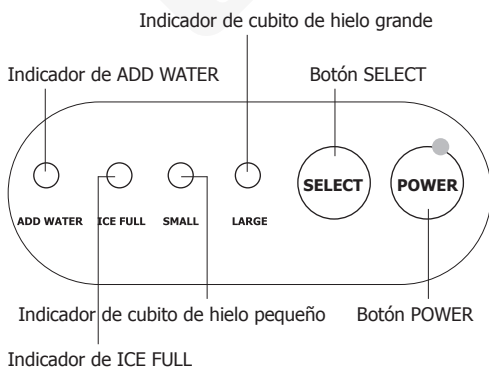 Indicador de cubito de hielo grande
Indicador de ADD WATER
Botón SELECT
SELECT
POWER
ADD WATER
ICE FULL
SMALL
LARGE
Indicador de cubito de hielo pequeño
Botón POWER
Indicador de ICE FULL